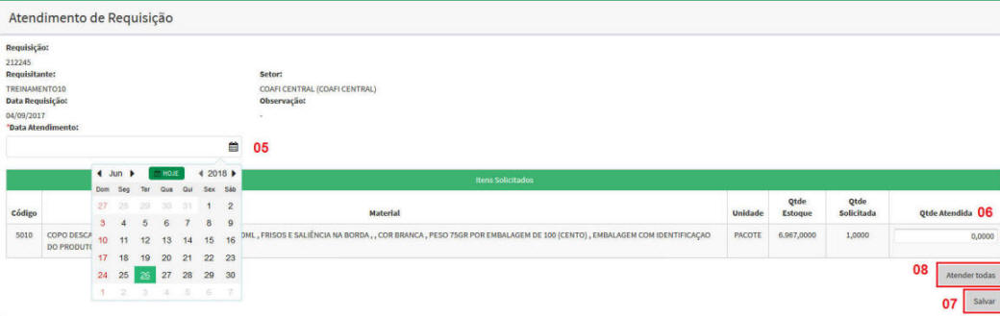 Atendimento de Requisição
Requisição:
212245
Requisitante: Setor:
TREINAMENTO10 COAFI CENTRAL (COAFI CENTRAL)
Data Requisição: Observação:
04/09/2017 -
*Data Atendimento:
05
Jun HOJE 2018
Dom Seg Ter Qua Qui Sex Sáb
27 28 29 30 31 1 2
3 4 5 6 7 8 9
10 11 12 13 14 15 16
17 18 19 20 21 22 23
24 25 26 27 28 29 30
1 2 3 4 5 6 7
Itens Solicitados
Código Material Unidade Qtde Estoque Qtde Solicitada Qtde Atendida 06
5010 COPO DESCA ML , FRISOS E SALIÊNCIA NA BORDA , , COR BRANCA , PESO 75GR POR EMBALAGEM DE 100 (CENTO) , EMBALAGEM COM IDENTIFICAÇAO PACOTE 6.967,0000 1,0000 0,0000
DO PRODUTO
08 Atender todas
07 Salvar